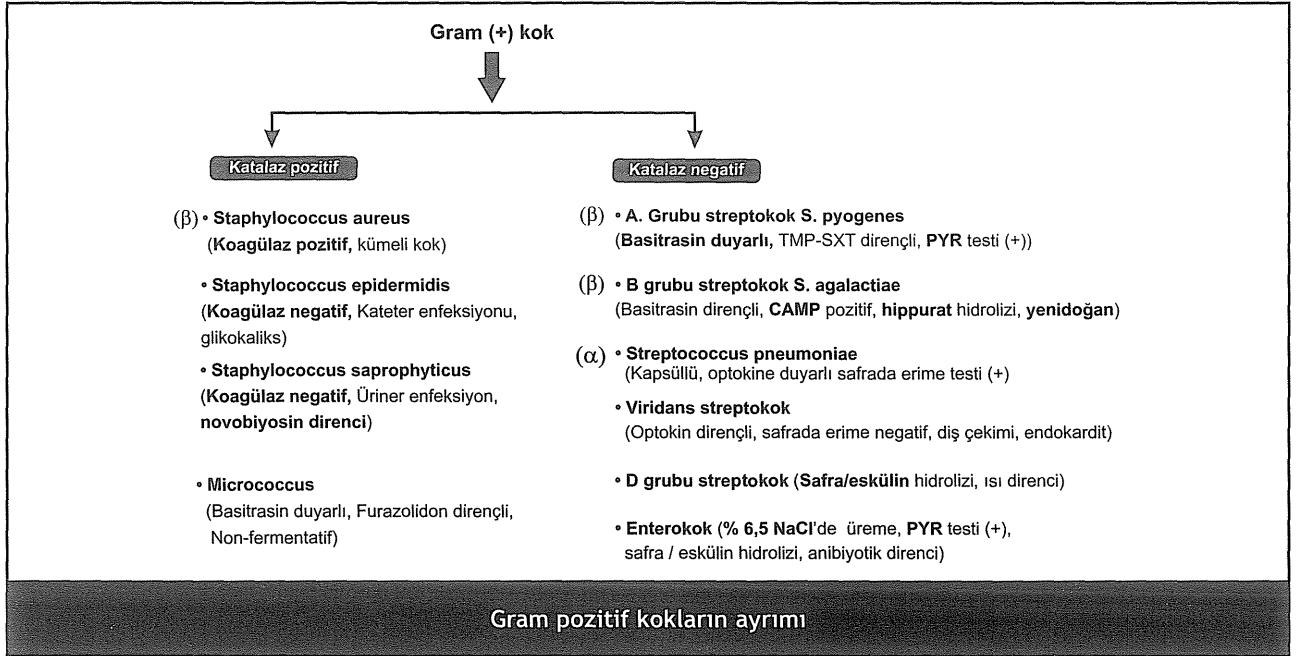 Gram (+) kok
Katalaz pozitif
(β) • Staphylococcus aureus
(Koagülaz pozitif, kümeli kok)
• Staphylococcus epidermidis
(Koagülaz negatif, Kateter enfeksiyonu,
glikokaliks)
• Staphylococcus saprophyticus
(Koagülaz negatif, Üriner enfeksiyon,
novobiyosin direnci)
• Micrococcus
(Basitrasin duyarlı, Furazolidon dirençli,
Non-fermentatif)
Katalaz negatif
(β) • A. Grubu streptokok S. pyogenes
(Basitrasin duyarlı, TMP-SXT dirençli, PYR testi (+))
(β) • B grubu streptokok S. agalactiae
(Basitrasin dirençli, CAMP pozitif, hippurat hidrolizi, yenidoğan)
(α) • Streptococcus pneumoniae
(Kapsüllü, optokine duyarlı safrada erime testi (+)
• Viridans streptokok
(Optokin dirençli, safrada erime negatif, diş çekimi, endokardit)
• D grubu streptokok (Safra/eskülin hidrolizi, ısı direnci)
• Enterokok (% 6,5 NaCl'de üreme, PYR testi (+),
safra / eskülin hidrolizi, anibiyotik direnci)
Gram pozitif kokların ayrımı